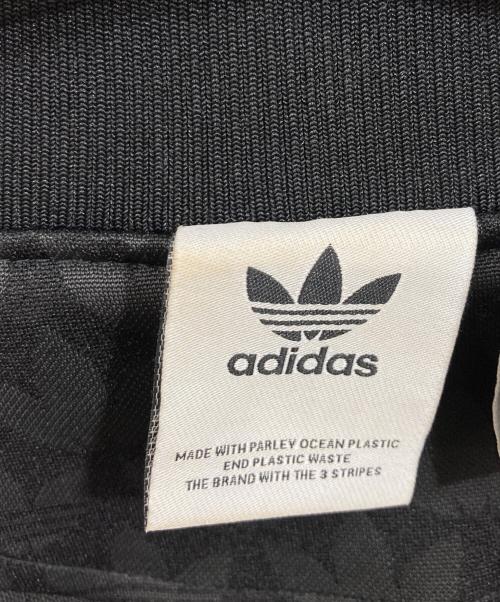 adidas
MADE WITH PARLEY OCEAN PLASTIC
END PLASTIC WASTE
THE BRAND WITH THE 3 STRIPES